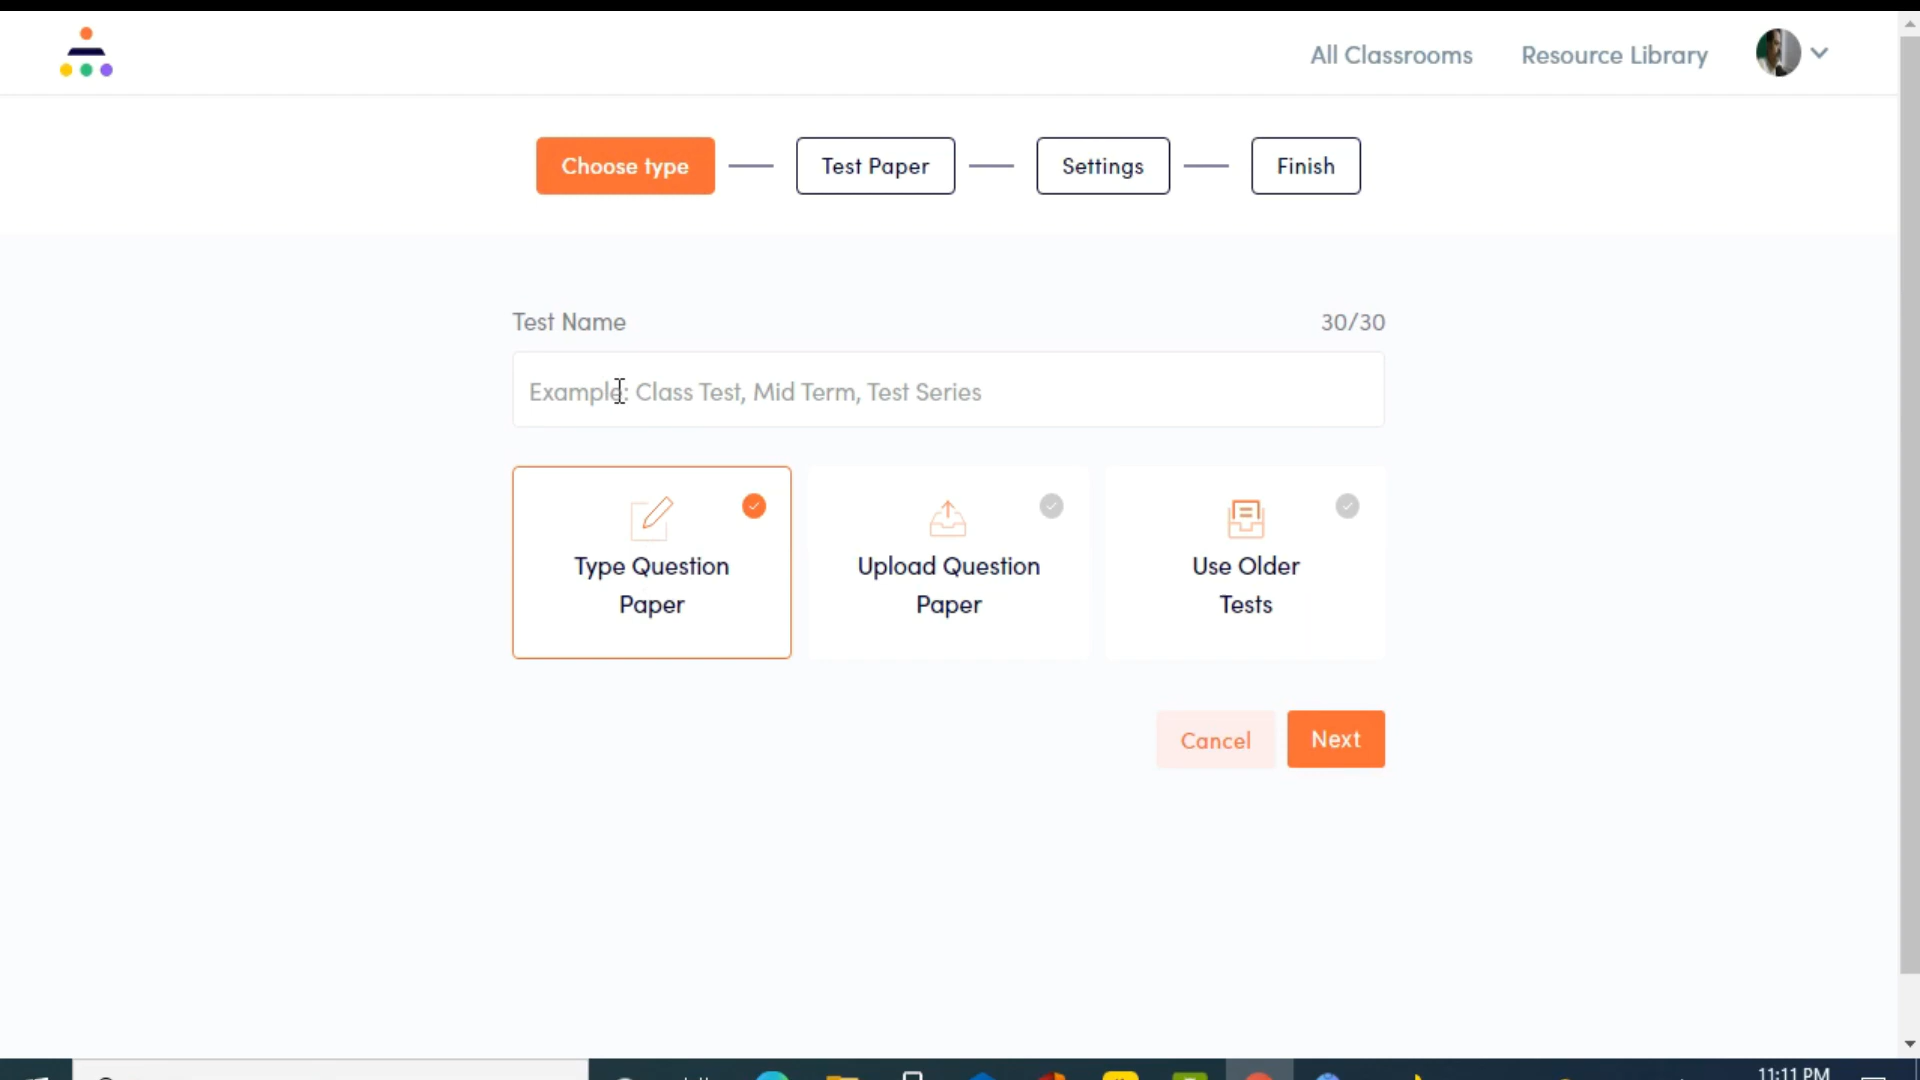 All Classrooms
Resource Library
Choose type
Test Paper
Settings
Finish
Test Name
30/30
Example: Class Test, Mid Term, Test Series
Type Question
Paper
Upload Question
Paper
Use Older
Tests
Cancel
Next
11:11 PM